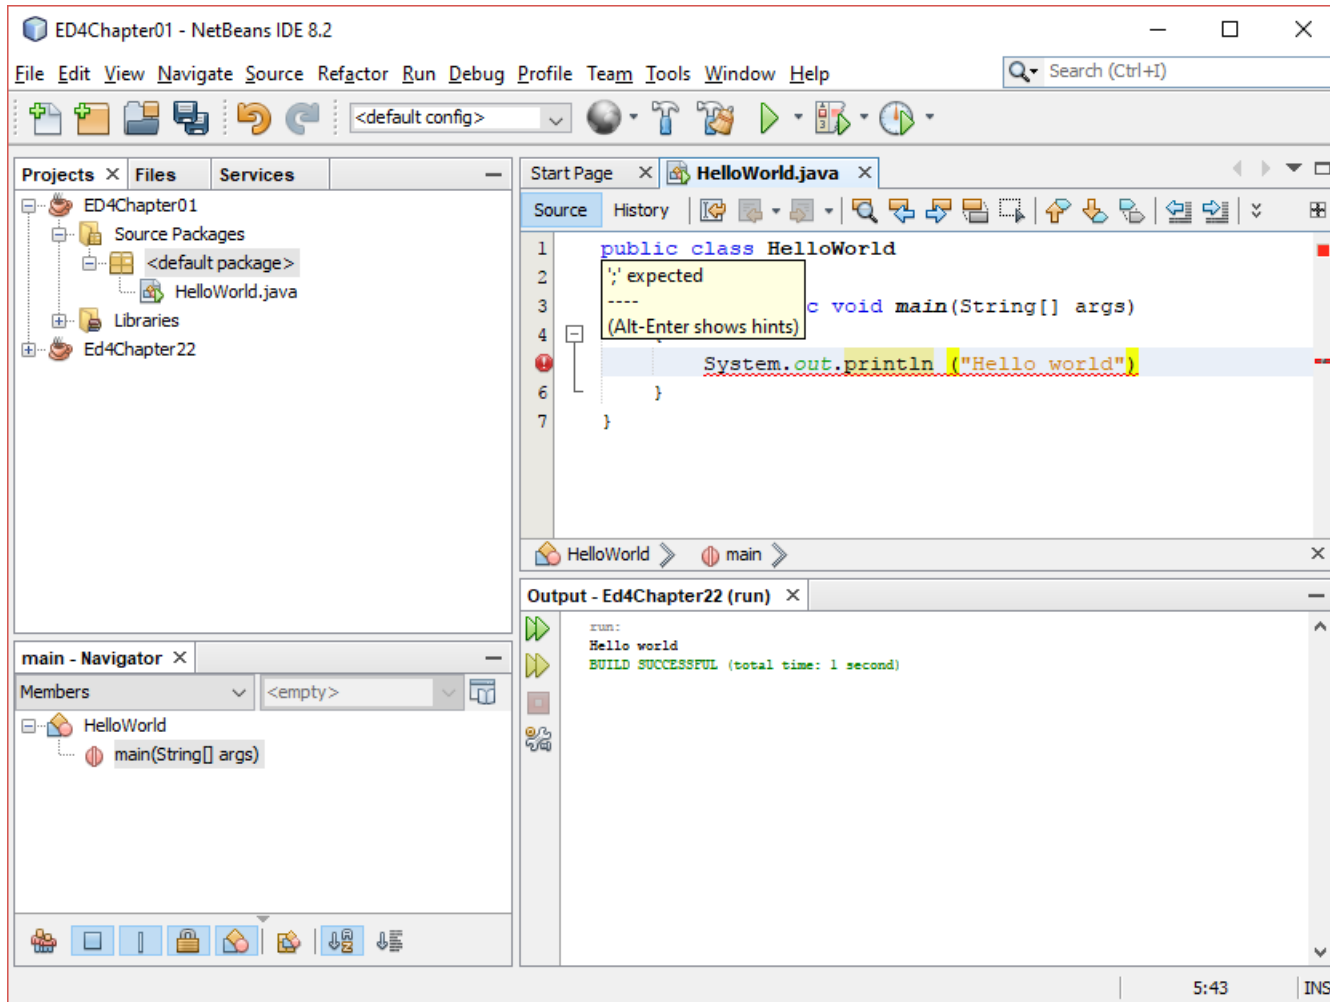 ED4Chapter01 - NetBeans IDE 8.2
File Edit View Navigate Source Refactor Run Debug Profile Team Tools Window Help
Search (Ctrl+I)
<default config>
Projects Files Services
ED4Chapter01
Source Packages
<default package>
HelloWorld.java
Libraries
Ed4Chapter22
Start Page HelloWorld.java
Source History
1 public class HelloWorld
2
3 c void main(String[] args)
4
System.out.println ("Hello world")
6 }
7 }
';' expected
----
(Alt-Enter shows hints)
HelloWorld main
Output - Ed4Chapter22 (run)
run:
Hello world
BUILD SUCCESSFUL (total time: 1 second)
main - Navigator
Members <empty>
HelloWorld
main(String[] args)
5:43 INS